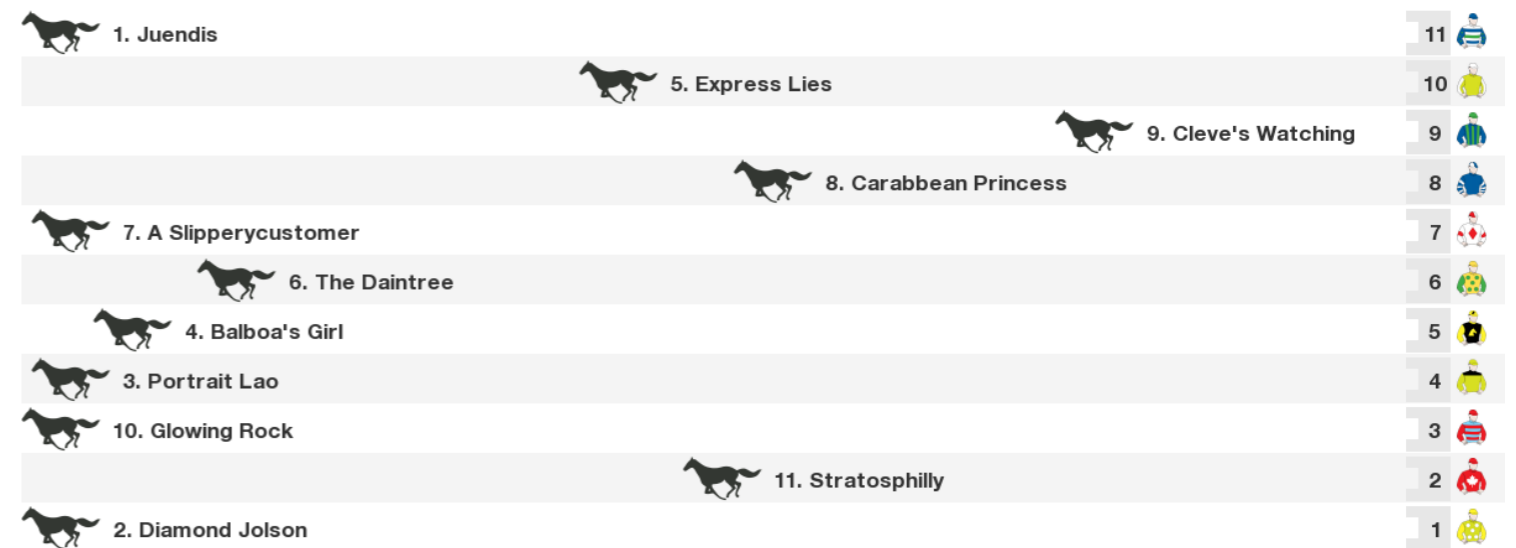 1. Juendis 11
5. Express Lies 10
9. Cleve's Watching 9
8. Carabbean Princess 8
7. A Slipperycustomer 7
6. The Daintree 6
4. Balboa's Girl 5
3. Portrait Lao 4
10. Glowing Rock 3
11. Stratosphilly 2
2. Diamond Jolson 1